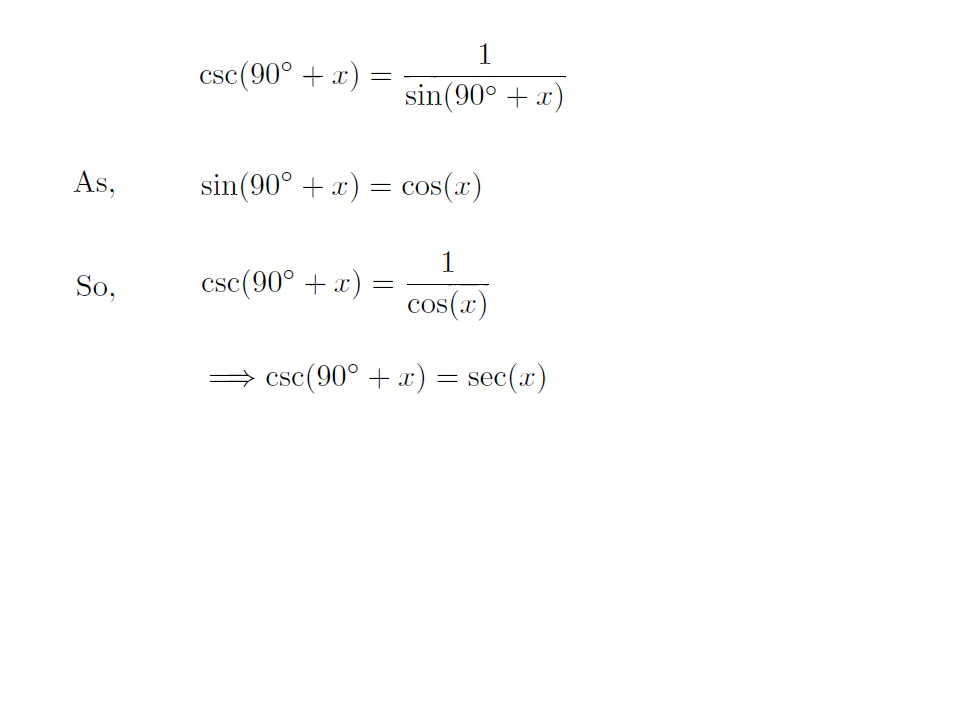 csc(90° + x) = 1/sin(90° + x)
As, sin(90° + x) = cos(x)
So, csc(90° + x) = 1/cos(x)
⟹ csc(90° + x) = sec(x)